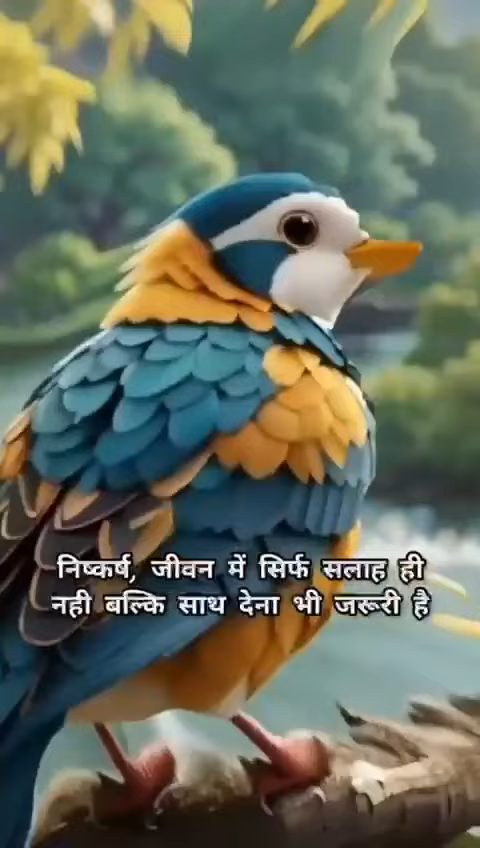 निष्कर्ष, जीवन में सिर्फ सलाह ही
नही बल्कि साथ देना भी जरूरी है